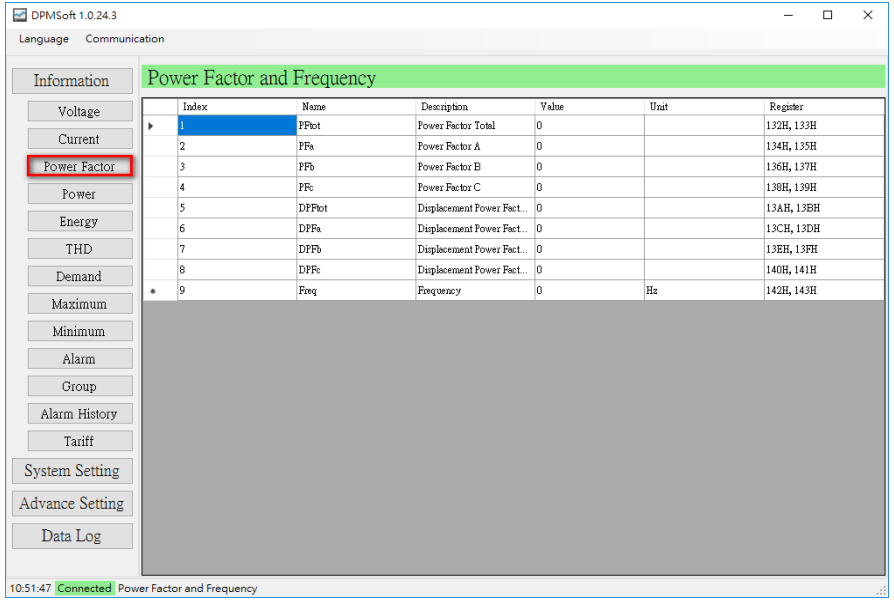 DPMSoft 1.0.24.3
Language Communication
Information
Voltage
Current
Power Factor
Power
Energy
THD
Demand
Maximum
Minimum
Alarm
Group
Alarm History
Tariff
System Setting
Advance Setting
Data Log
Power Factor and Frequency
Index Name Description Value Unit Register
1 PFtot Power Factor Total 0 132H, 133H
2 PFa Power Factor A 0 134H, 135H
3 PFb Power Factor B 0 136H, 137H
4 PFc Power Factor C 0 138H, 139H
5 DPFtot Displacement Power Fact... 0 13AH, 13BH
6 DPFa Displacement Power Fact... 0 13CH, 13DH
7 DPFb Displacement Power Fact... 0 13EH, 13FH
8 DPFc Displacement Power Fact... 0 140H, 141H
9 Freq Frequency 0 Hz 142H, 143H
10:51:47 Connected Power Factor and Frequency